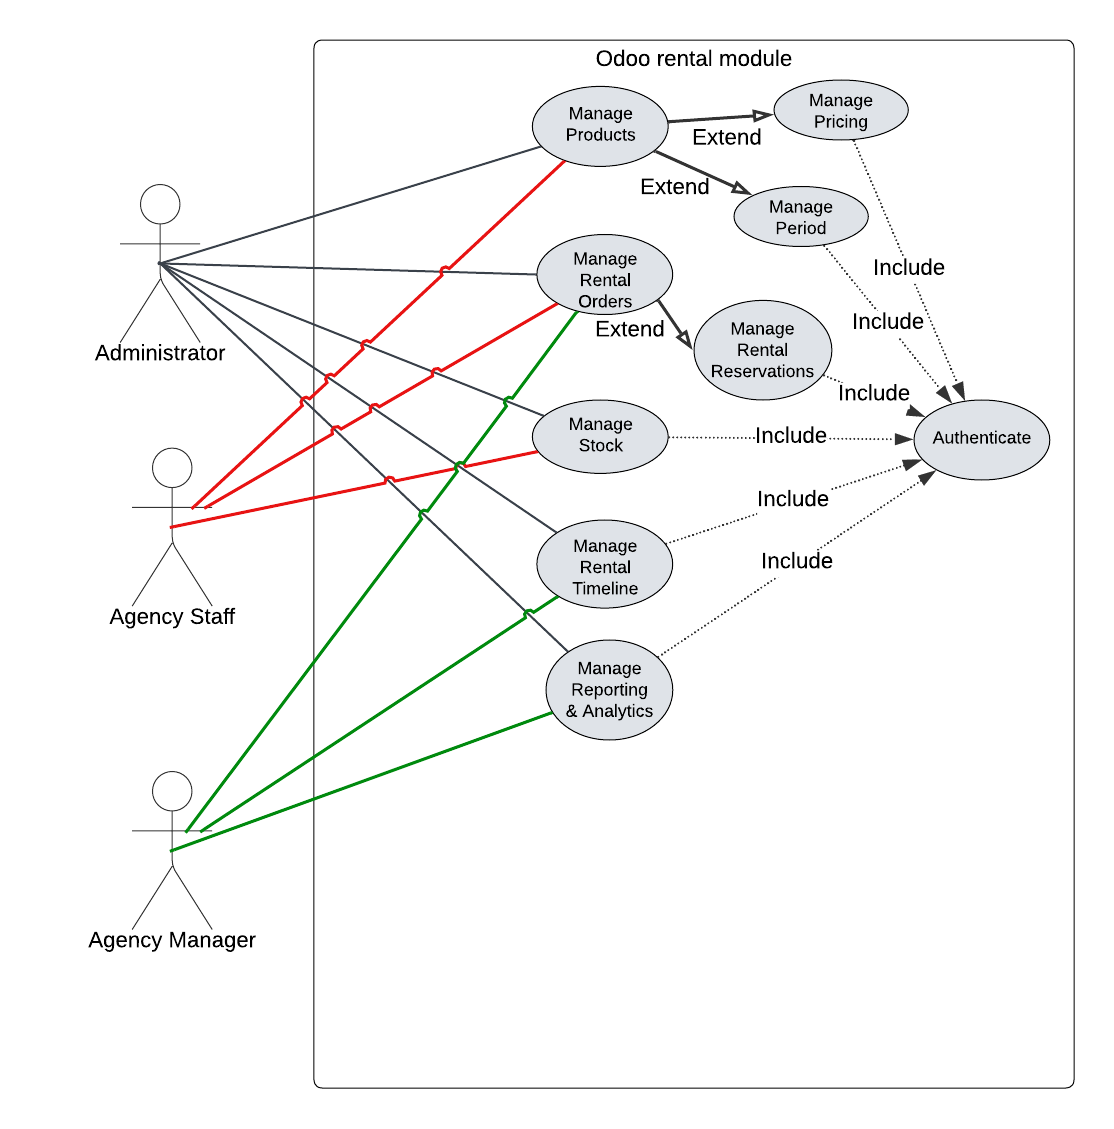 Odoo rental module
Manage
Products
Extend
Manage
Pricing
Extend
Manage
Period
Include
Administrator
Manage
Rental
Orders
Extend
Manage
Rental
Reservations
Include
Include
Manage
Stock
Include
Authenticate
Agency Staff
Manage
Rental
Timeline
Include
Include
Manage
Reporting
& Analytics
Agency Manager